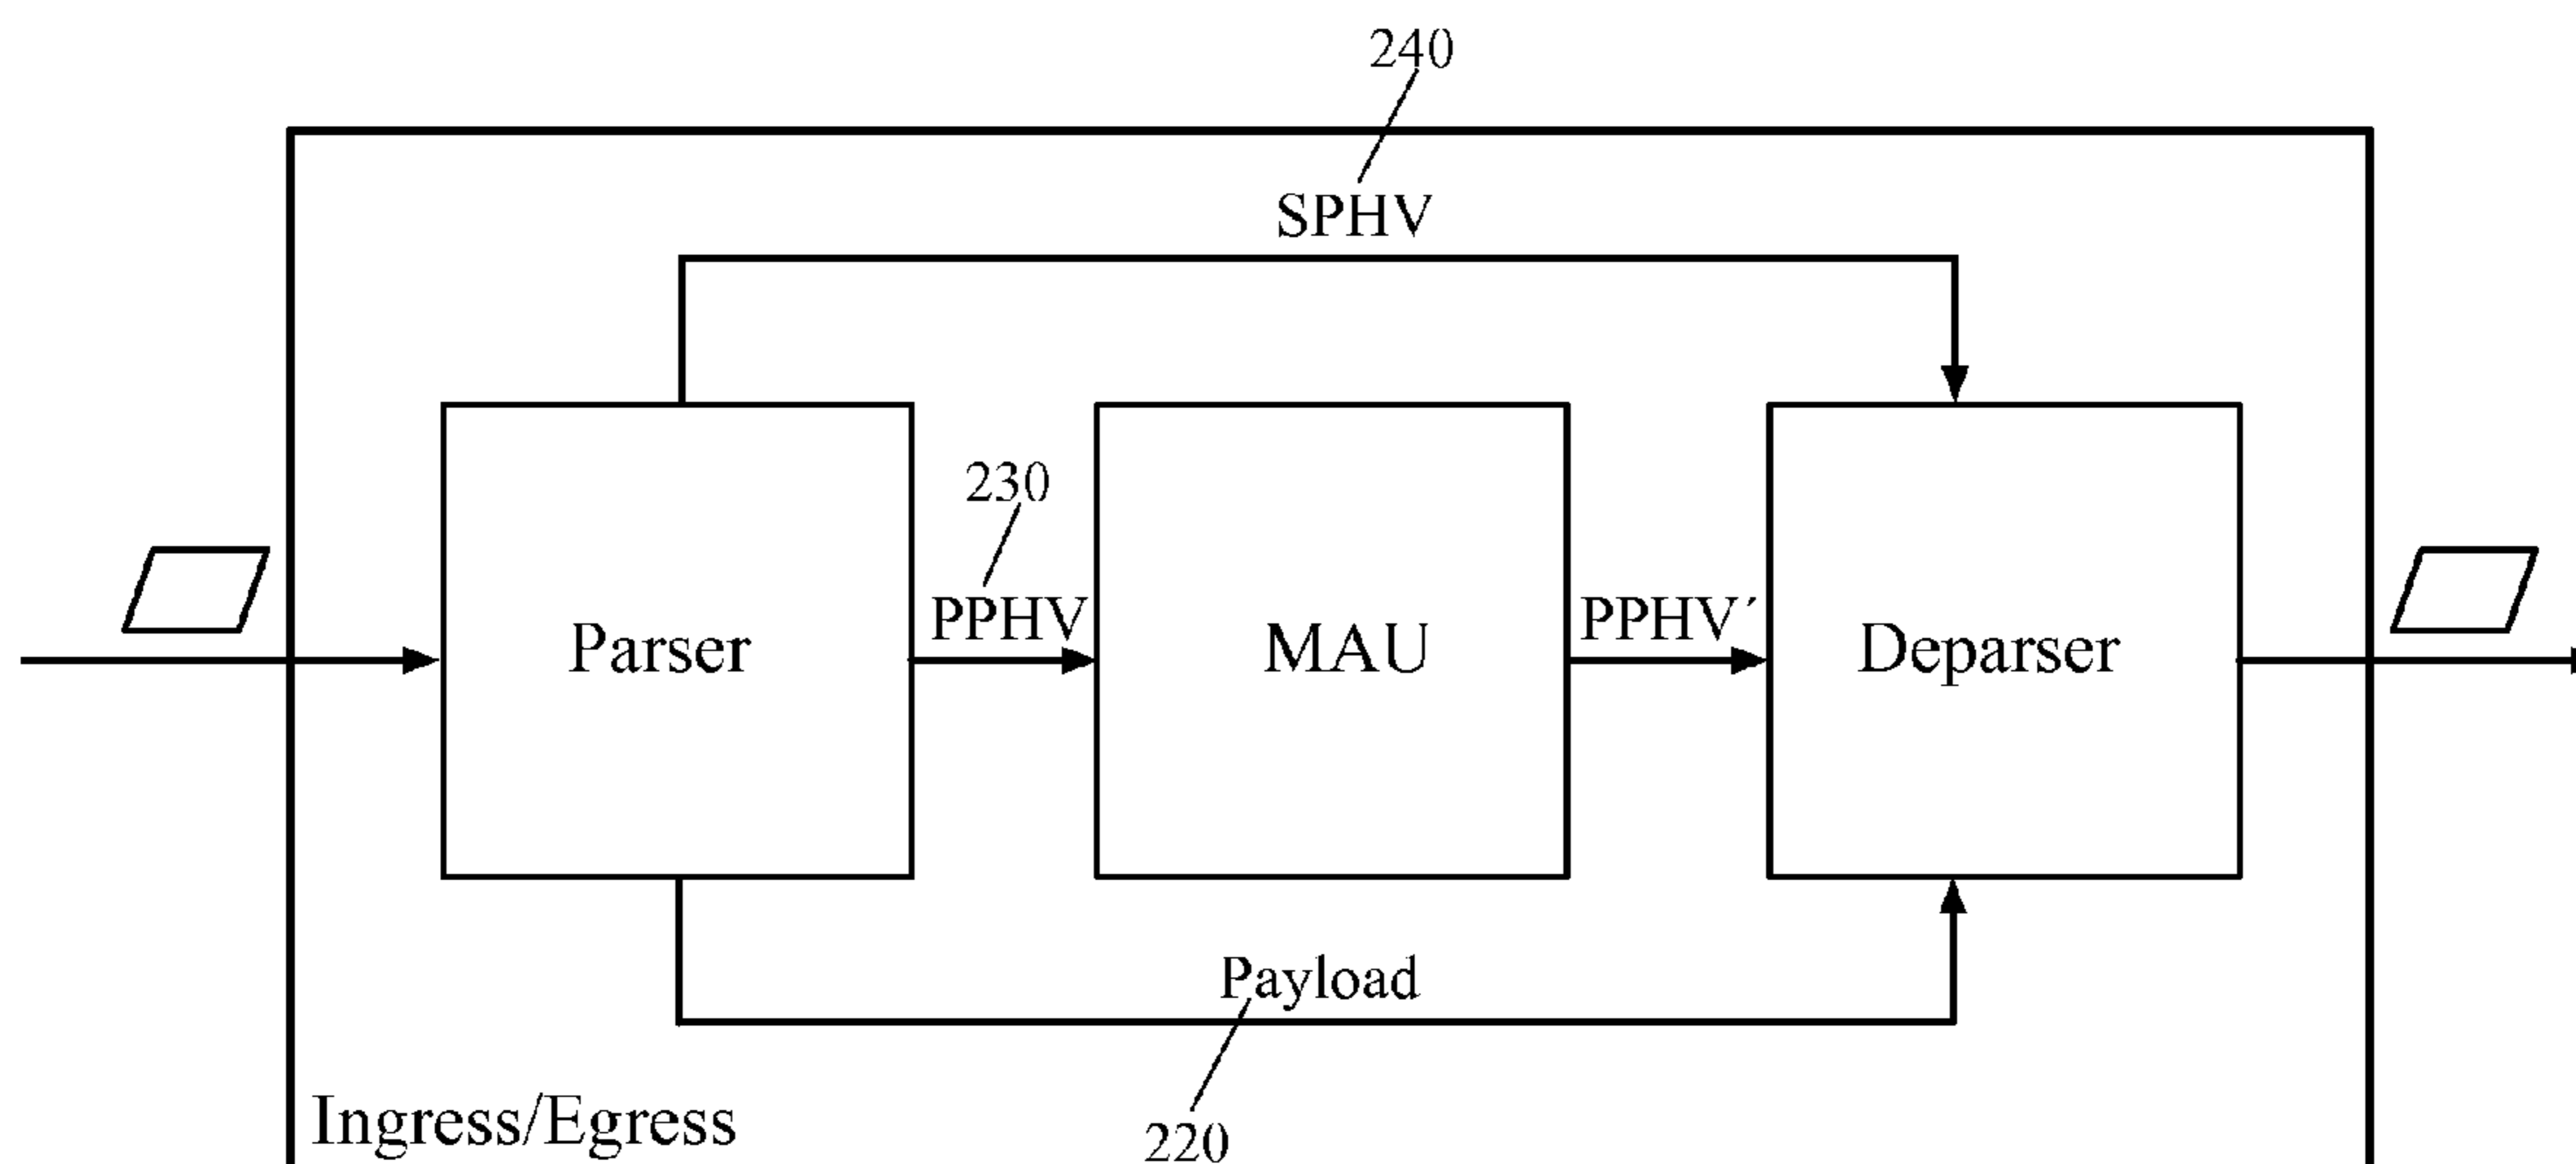 240
SPHV
230
PPHV
PPHV´
Parser
MAU
Deparser
Payload
Ingress/Egress
220